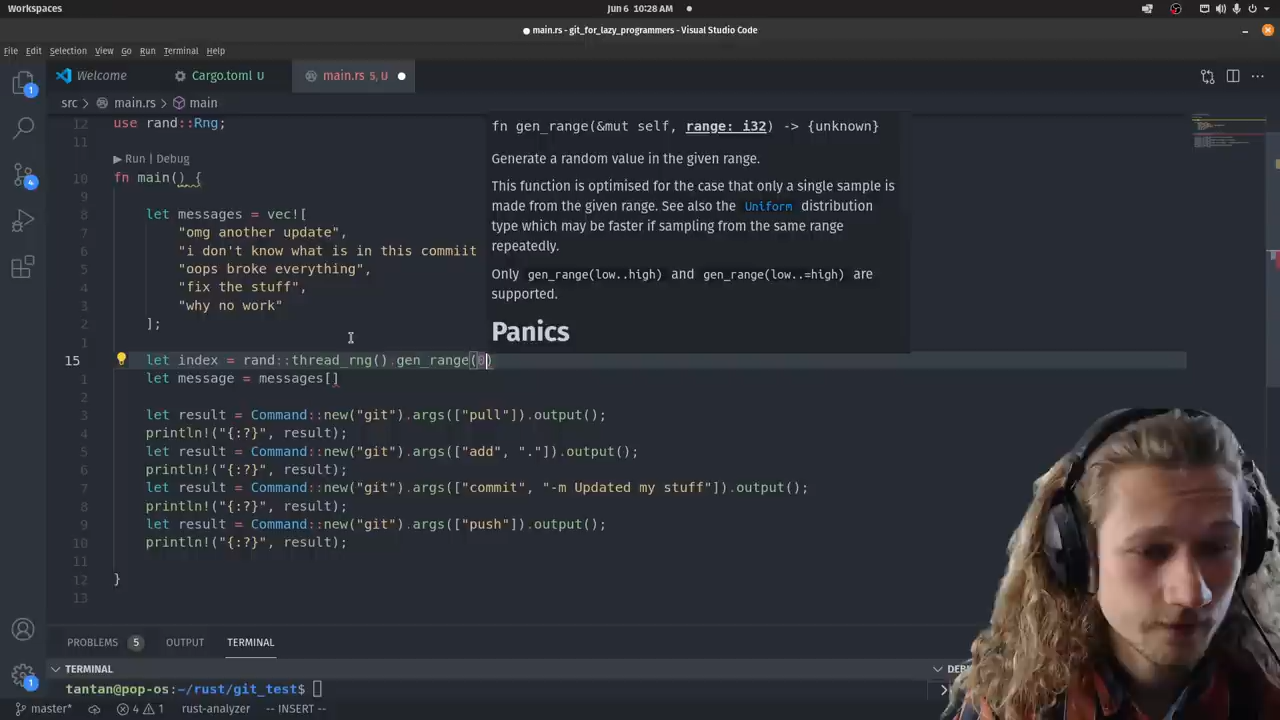 Workspaces
Jun 6 10:28 AM
main.rs - git_for_lazy_programmers - Visual Studio Code
File Edit Selection View Go Run Terminal Help
Welcome
Cargo.toml U
main.rs 5, U
src > main.rs > main
12 use rand::Rng;
11
Run | Debug
10 fn main() {
9
8 let messages = vec![
7 "omg another update",
6 "i don't know what is in this commiit
5 "oops broke everything",
4 "fix the stuff",
3 "why no work"
2 ];
1
15 let index = rand::thread_rng().gen_range(0)
1 let message = messages[]
3 let result = Command::new("git").args(["pull"]).output();
4 println!("{:?}", result);
5 let result = Command::new("git").args(["add", "."]).output();
6 println!("{:?}", result);
7 let result = Command::new("git").args(["commit", "-m Updated my stuff"]).output();
8 println!("{:?}", result);
9 let result = Command::new("git").args(["push"]).output();
10 println!("{:?}", result);
11
12 }
13
fn gen_range(&mut self, range: i32) -> {unknown}
Generate a random value in the given range.
This function is optimised for the case that only a single sample is
made from the given range. See also the Uniform distribution
type which may be faster if sampling from the same range
repeatedly.
Only gen_range(low..high) and gen_range(low..=high) are
supported.
Panics
PROBLEMS 5 OUTPUT TERMINAL
TERMINAL
tantan@pop-os:~/rust/git_test$
1
4
1
master*
4 1
rust-analyzer
-- INSERT --